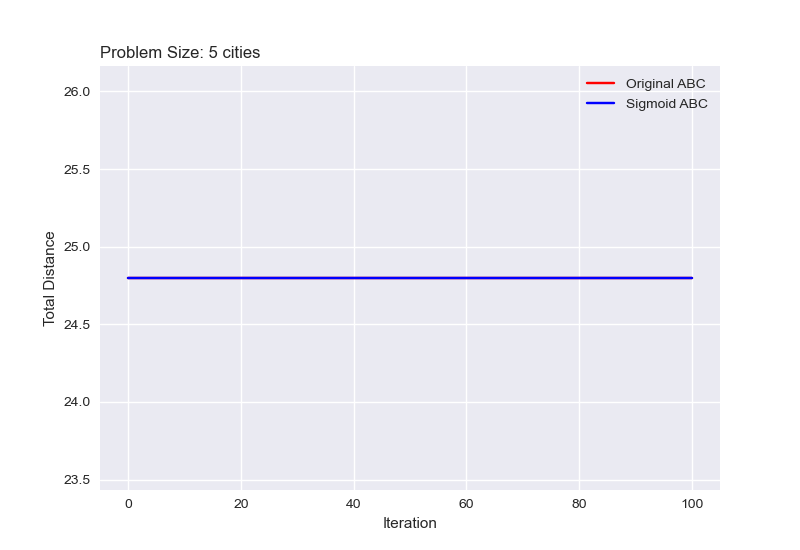 Problem Size: 5 cities
Original ABC
Sigmoid ABC
26.0
25.5
25.0
24.5
24.0
23.5
Total Distance
0 20 40 60 80 100
Iteration